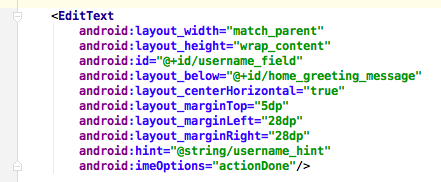 <EditText
android:layout_width="match_parent"
android:layout_height="wrap_content"
android:id="@+id/username_field"
android:layout_below="@+id/home_greeting_message"
android:layout_centerHorizontal="true"
android:layout_marginTop="5dp"
android:layout_marginLeft="28dp"
android:layout_marginRight="28dp"
android:hint="@string/username_hint"
android:imeOptions="actionDone"/>